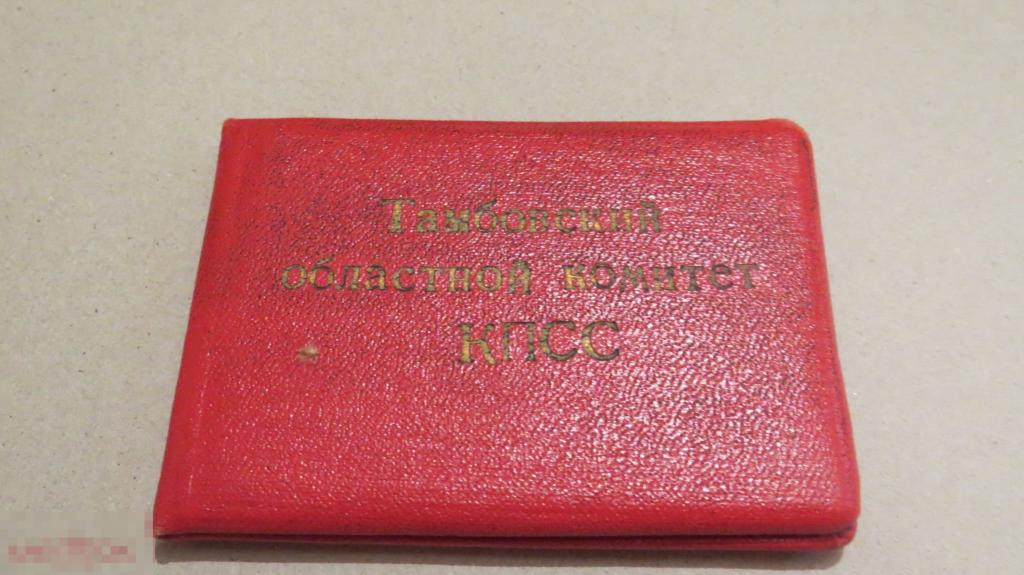 Тамбовский
областной комитет
КПСС